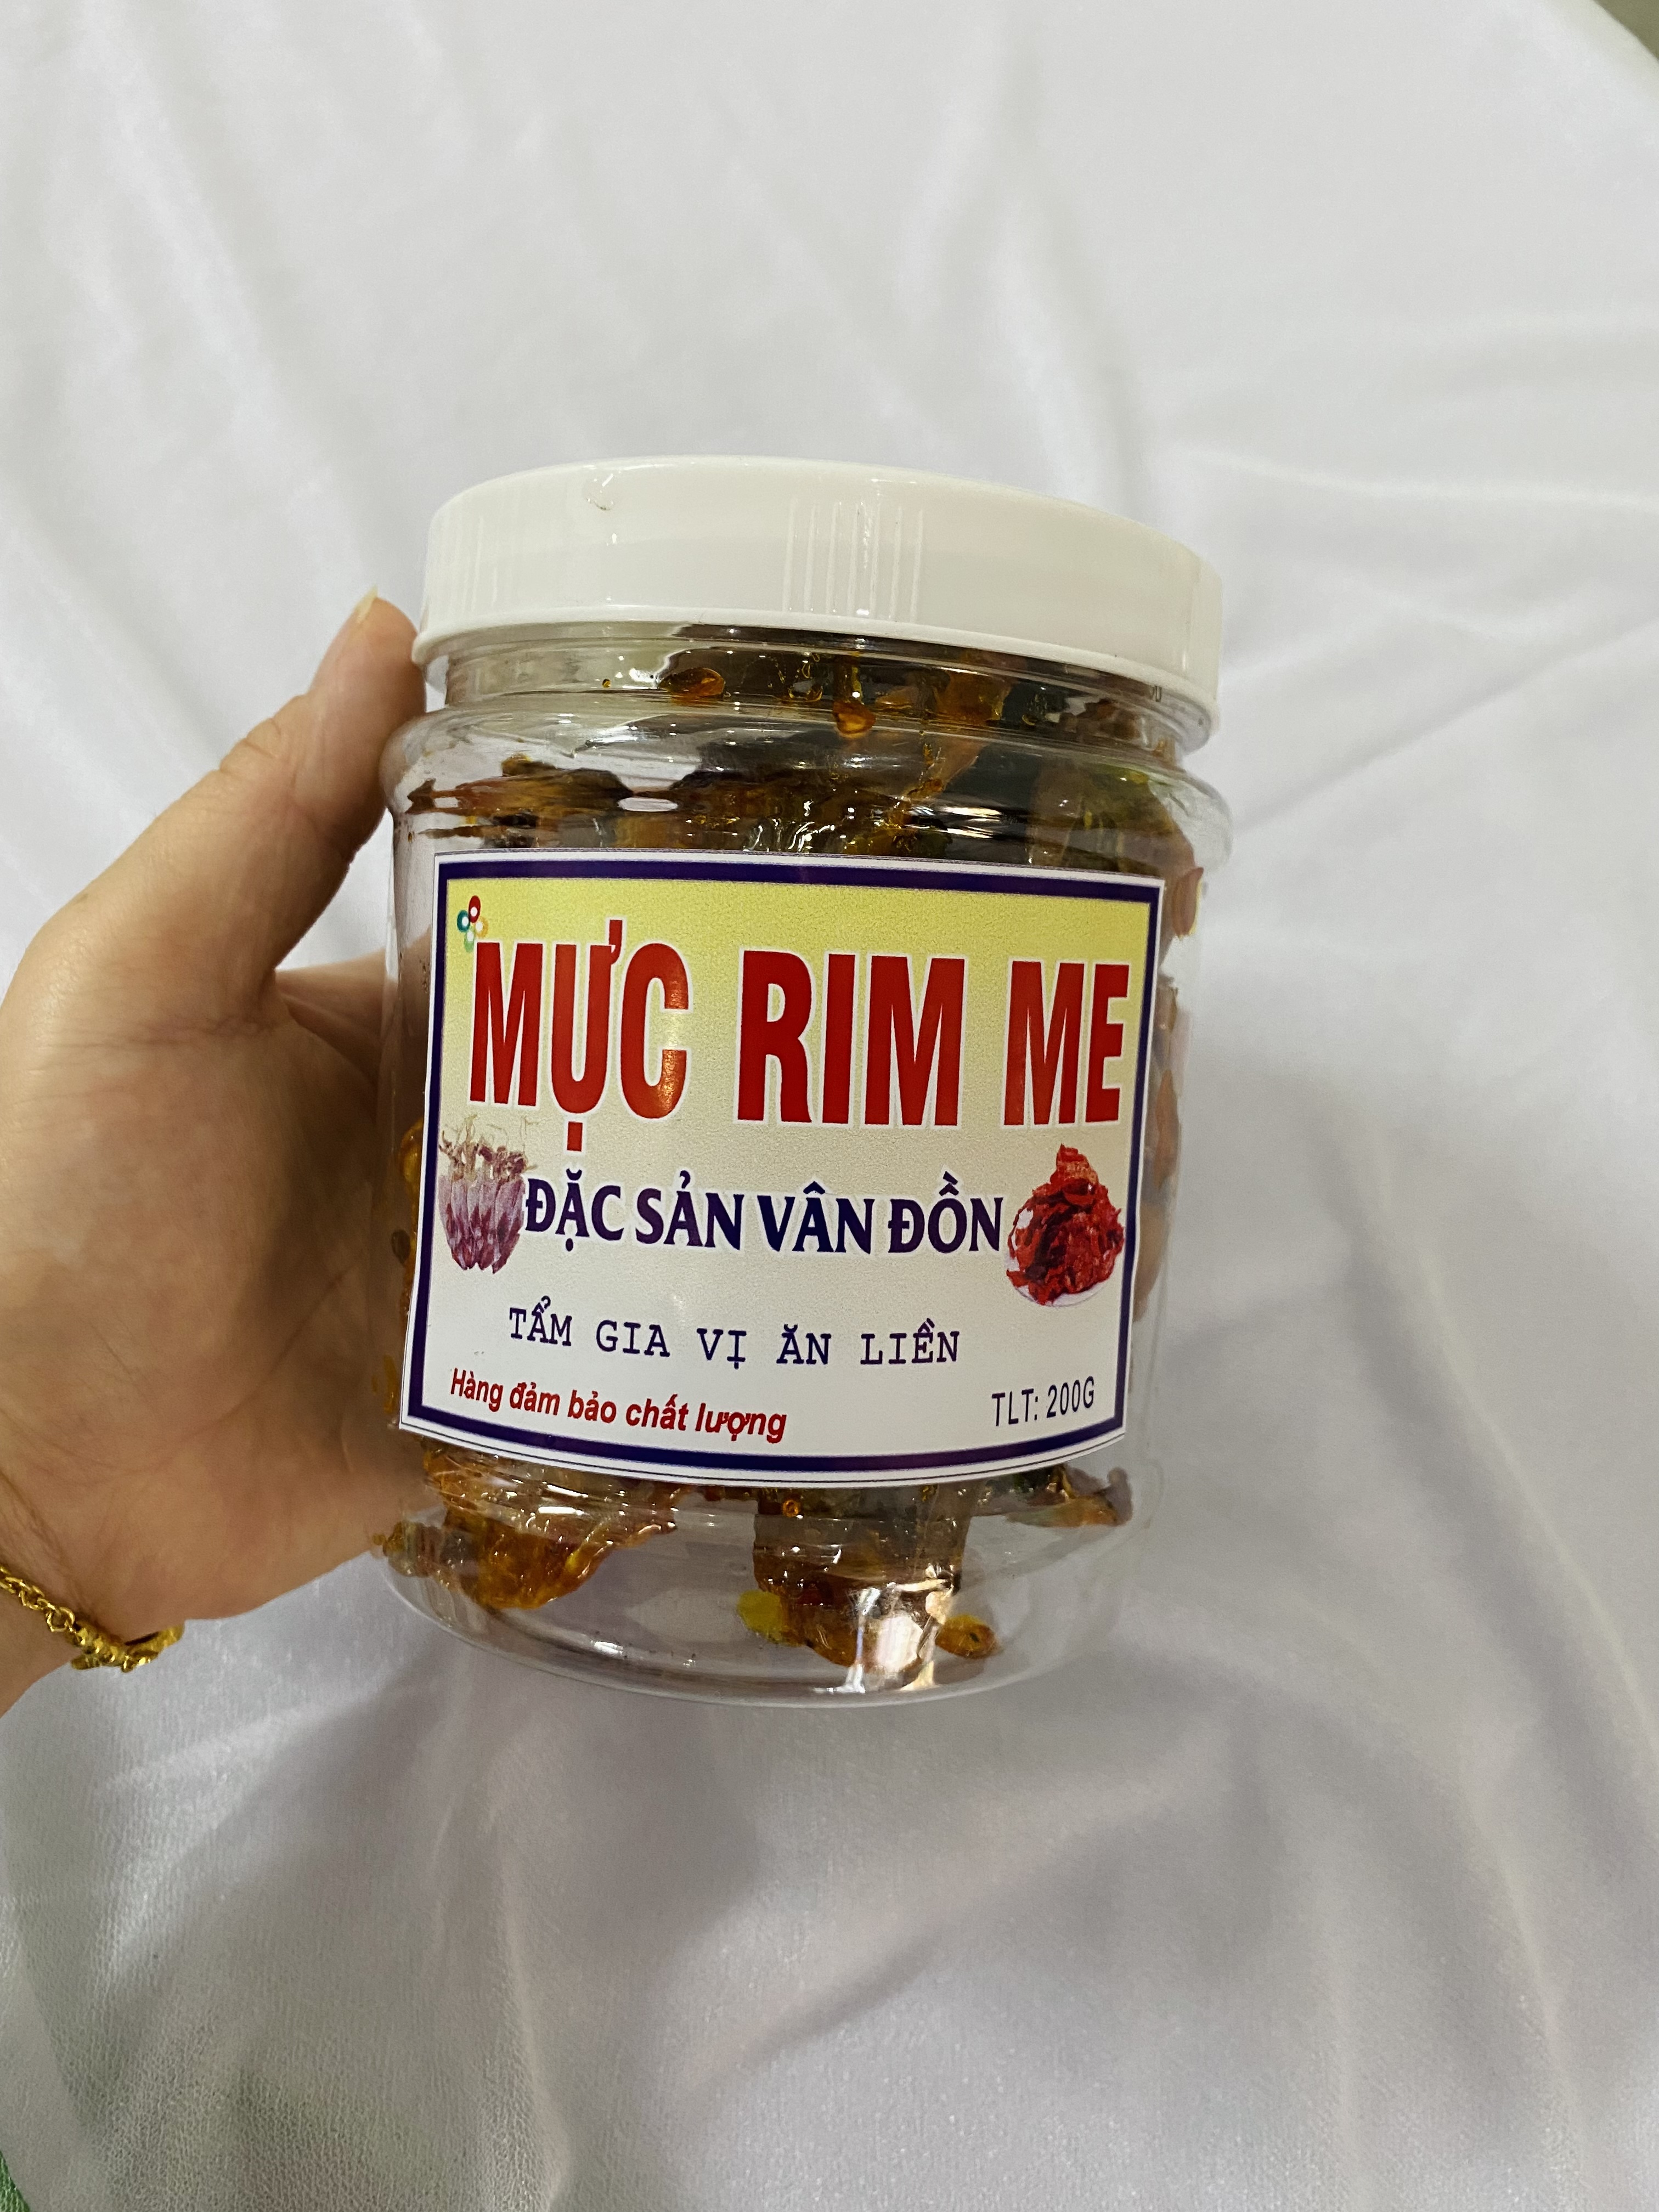 MỰC RIM ME
ĐẶC SẢN VÂN ĐỒN
TẨM GIA VỊ ĂN LIỀN
Hàng đảm bảo chất lượng
TLT: 200G